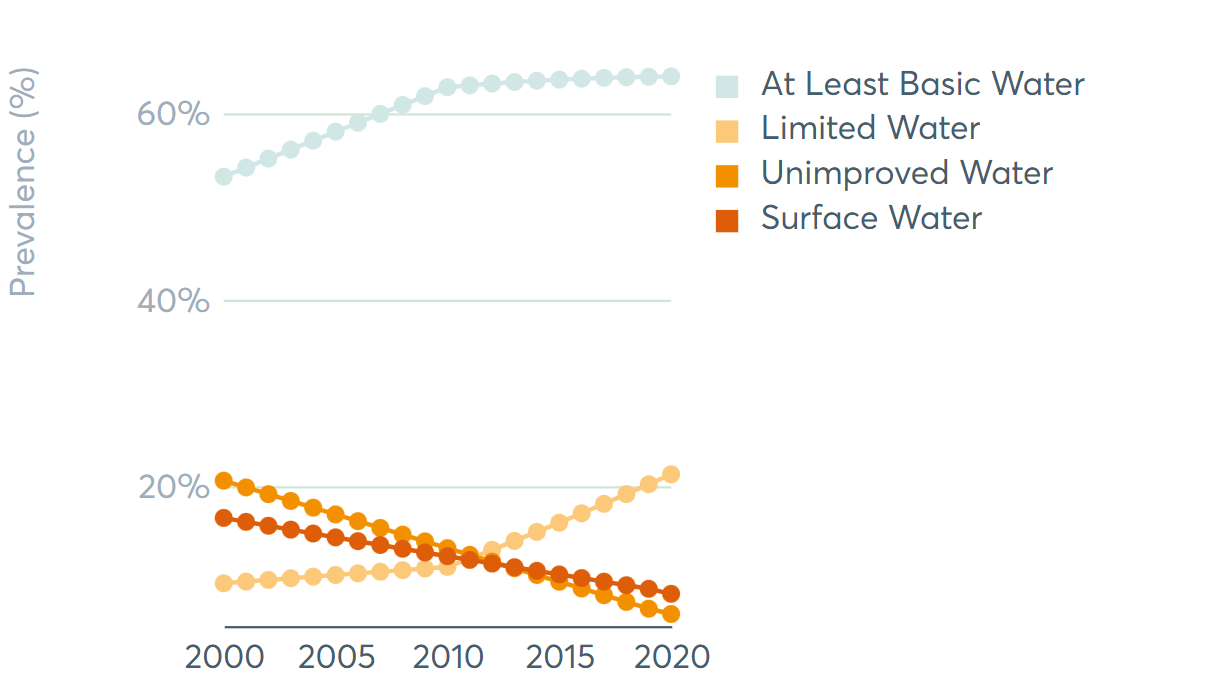 Prevalence (%)
60%
40%
20%
2000 2005 2010 2015 2020
At Least Basic Water
Limited Water
Unimproved Water
Surface Water